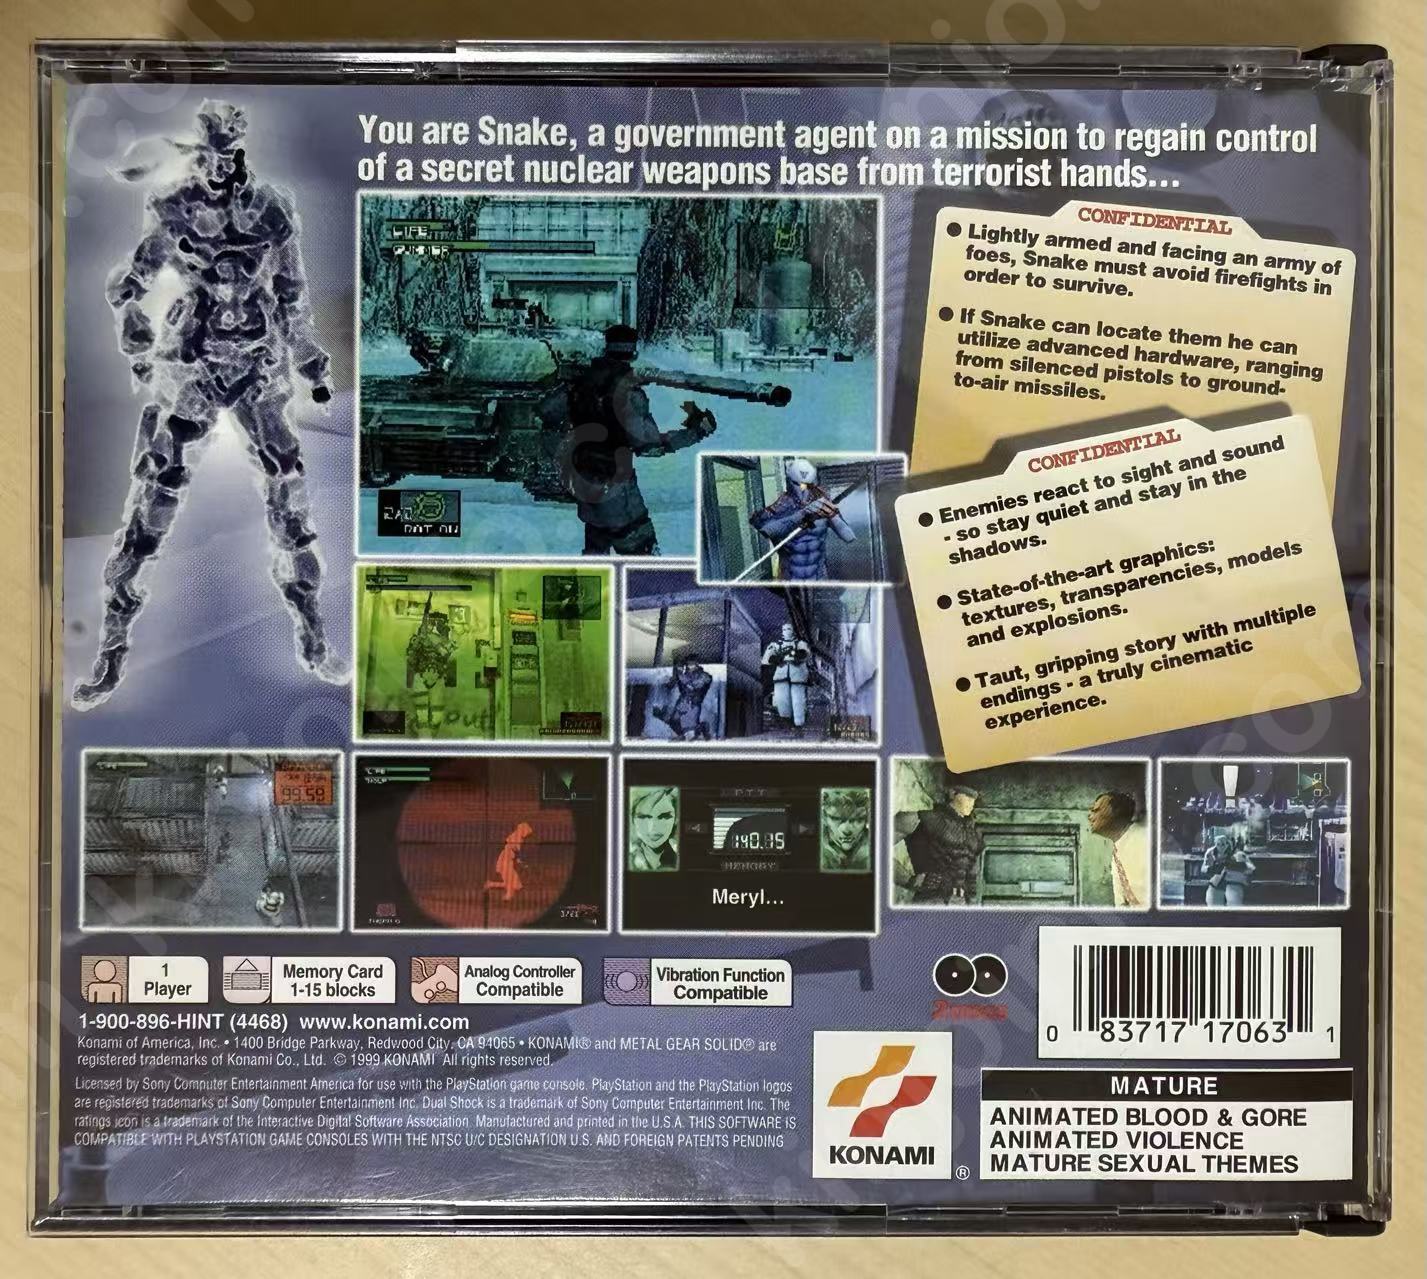 You are Snake, a government agent on a mission to regain control
of a secret nuclear weapons base from terrorist hands...
CONFIDENTIAL
● Lightly armed and facing an army of
foes, Snake must avoid firefights in
order to survive.
● If Snake can locate them he can
utilize advanced hardware, ranging
from silenced pistols to ground-
to-air missiles.
CONFIDENTIAL
● Enemies react to sight and sound
- so stay quiet and stay in the
shadows.
● State-of-the-art graphics:
textures, transparencies, models
and explosions.
● Taut, gripping story with multiple
endings - a truly cinematic
experience.
LIFE
LIFE
99.59
PTT
140.15
MEMORY
Meryl...
1
Player
Memory Card
1-15 blocks
Analog Controller
Compatible
Vibration Function
Compatible
1-900-896-HINT (4468) www.konami.com
Konami of America, Inc. • 1400 Bridge Parkway, Redwood City, CA 94065 • KONAMI® and METAL GEAR SOLID® are
registered trademarks of Konami Co., Ltd. © 1999 KONAMI All rights reserved.
Licensed by Sony Computer Entertainment America for use with the PlayStation game console. PlayStation and the PlayStation logos
are registered trademarks of Sony Computer Entertainment Inc. Dual Shock is a trademark of Sony Computer Entertainment Inc. The
ratings icon is a trademark of the Interactive Digital Software Association. Manufactured and printed in the U.S.A. THIS SOFTWARE IS
COMPATIBLE WITH PLAYSTATION GAME CONSOLES WITH THE NTSC U/C DESIGNATION U.S. AND FOREIGN PATENTS PENDING
0 83717 17063 1
KONAMI
®
MATURE
ANIMATED BLOOD & GORE
ANIMATED VIOLENCE
MATURE SEXUAL THEMES